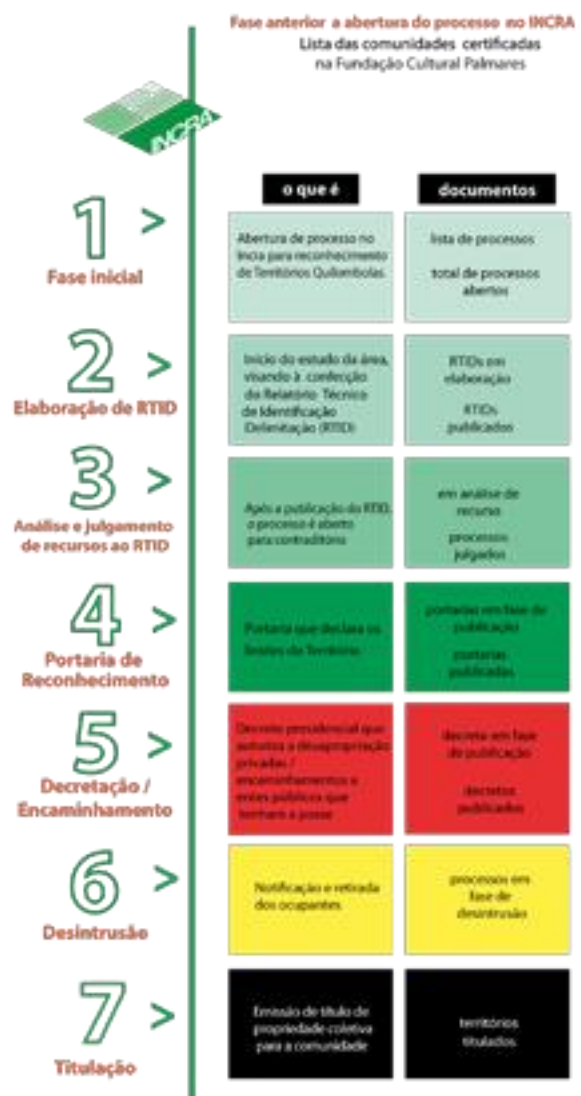 Fase anterior a abertura do processo no INCRA
Lista das comunidades certificadas
na Fundação Cultural Palmares
INCRA
o que é
documentos
1 >
Fase inicial
Abertura de processo no
Incra para reconhecimento
de Territórios Quilombolas
lista de processos
total de processos
abertos
2 >
Elaboração de RTID
Início do estudo da área,
visando à confecção
do Relatório Técnico
de Identificação
Delimitação (RTID)
RTIDs em
elaboração
RTIDs
publicados
3 >
Análise e julgamento
de recursos ao RTID
Após a publicação do RTID,
o processo é aberto
para contraditório
em análise de
recurso
processos
julgados
4 >
Portaria de
Reconhecimento
Portaria que declara os
limites do Território
portarias em fase de
publicação
portarias
publicadas
5 >
Decretação /
Encaminhamento
Decreto presidencial que
autoriza a desapropriação
privadas /
encaminhamentos a
entes públicos que
tenham a posse
decreto em fase
de publicação
decretos
publicados
6 >
Desintrusão
Notificação e retirada
dos ocupantes
processos em
fase de
desintrusão
7 >
Titulação
Emissão de título de
propriedade coletiva
para a comunidade
territórios
titulados